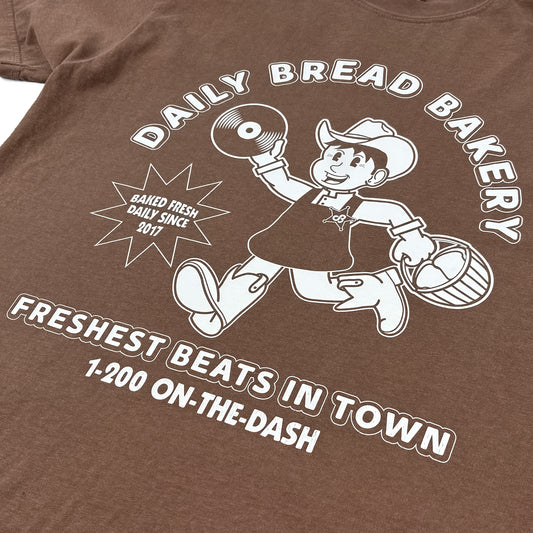 DAILY BREAD BAKERY
BAKED FRESH
DAILY SINCE
2017
FRESHEST BEATS IN TOWN
1-200 ON-THE-DASH